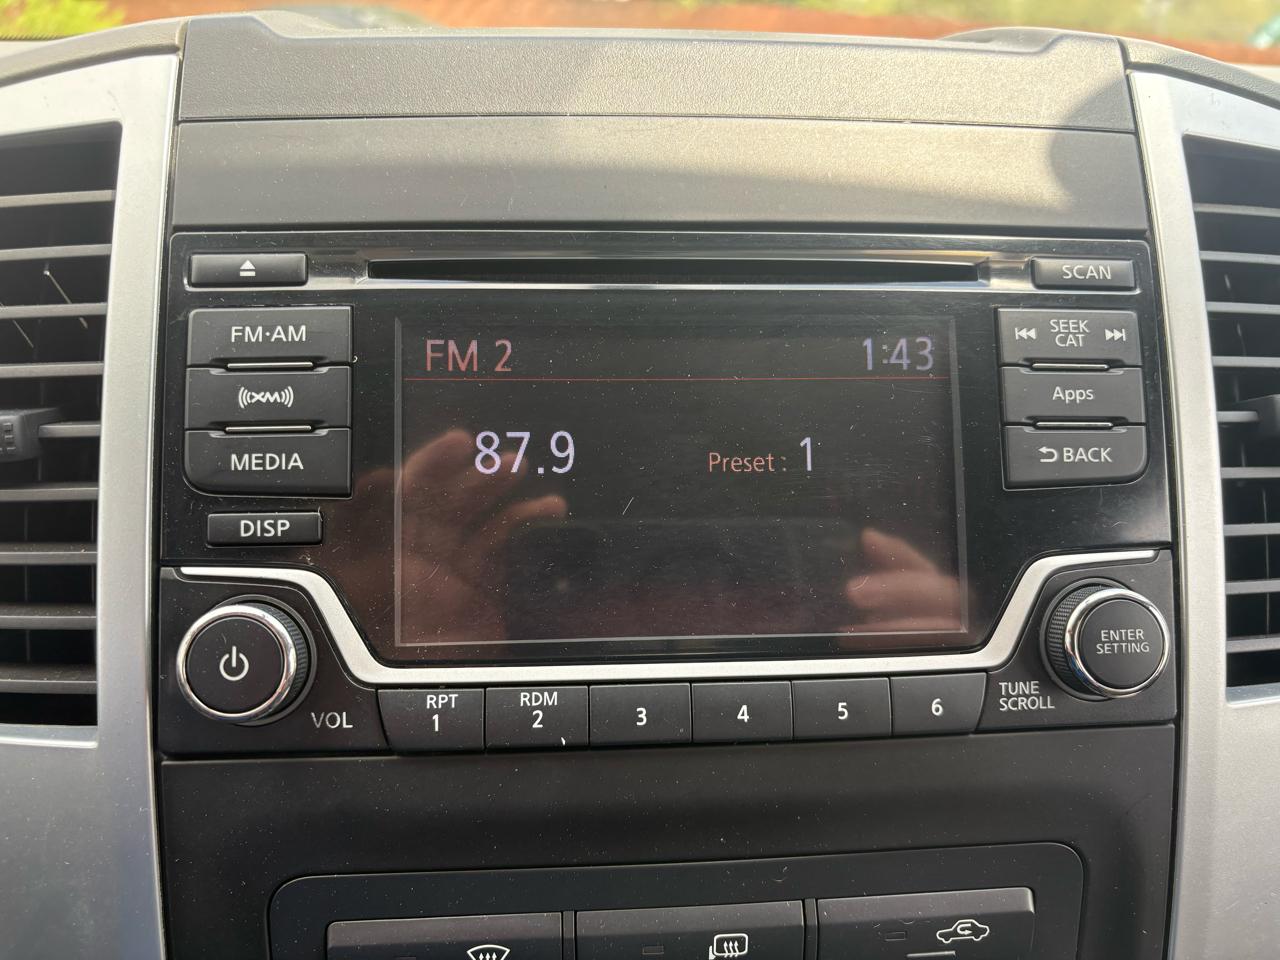 SCAN
FM·AM
SEEK
CAT
FM 2
1:43
XM
Apps
87.9
Preset : 1
MEDIA
BACK
DISP
ENTER
SETTING
VOL
RPT
1
RDM
2
3
4
5
6
TUNE
SCROLL